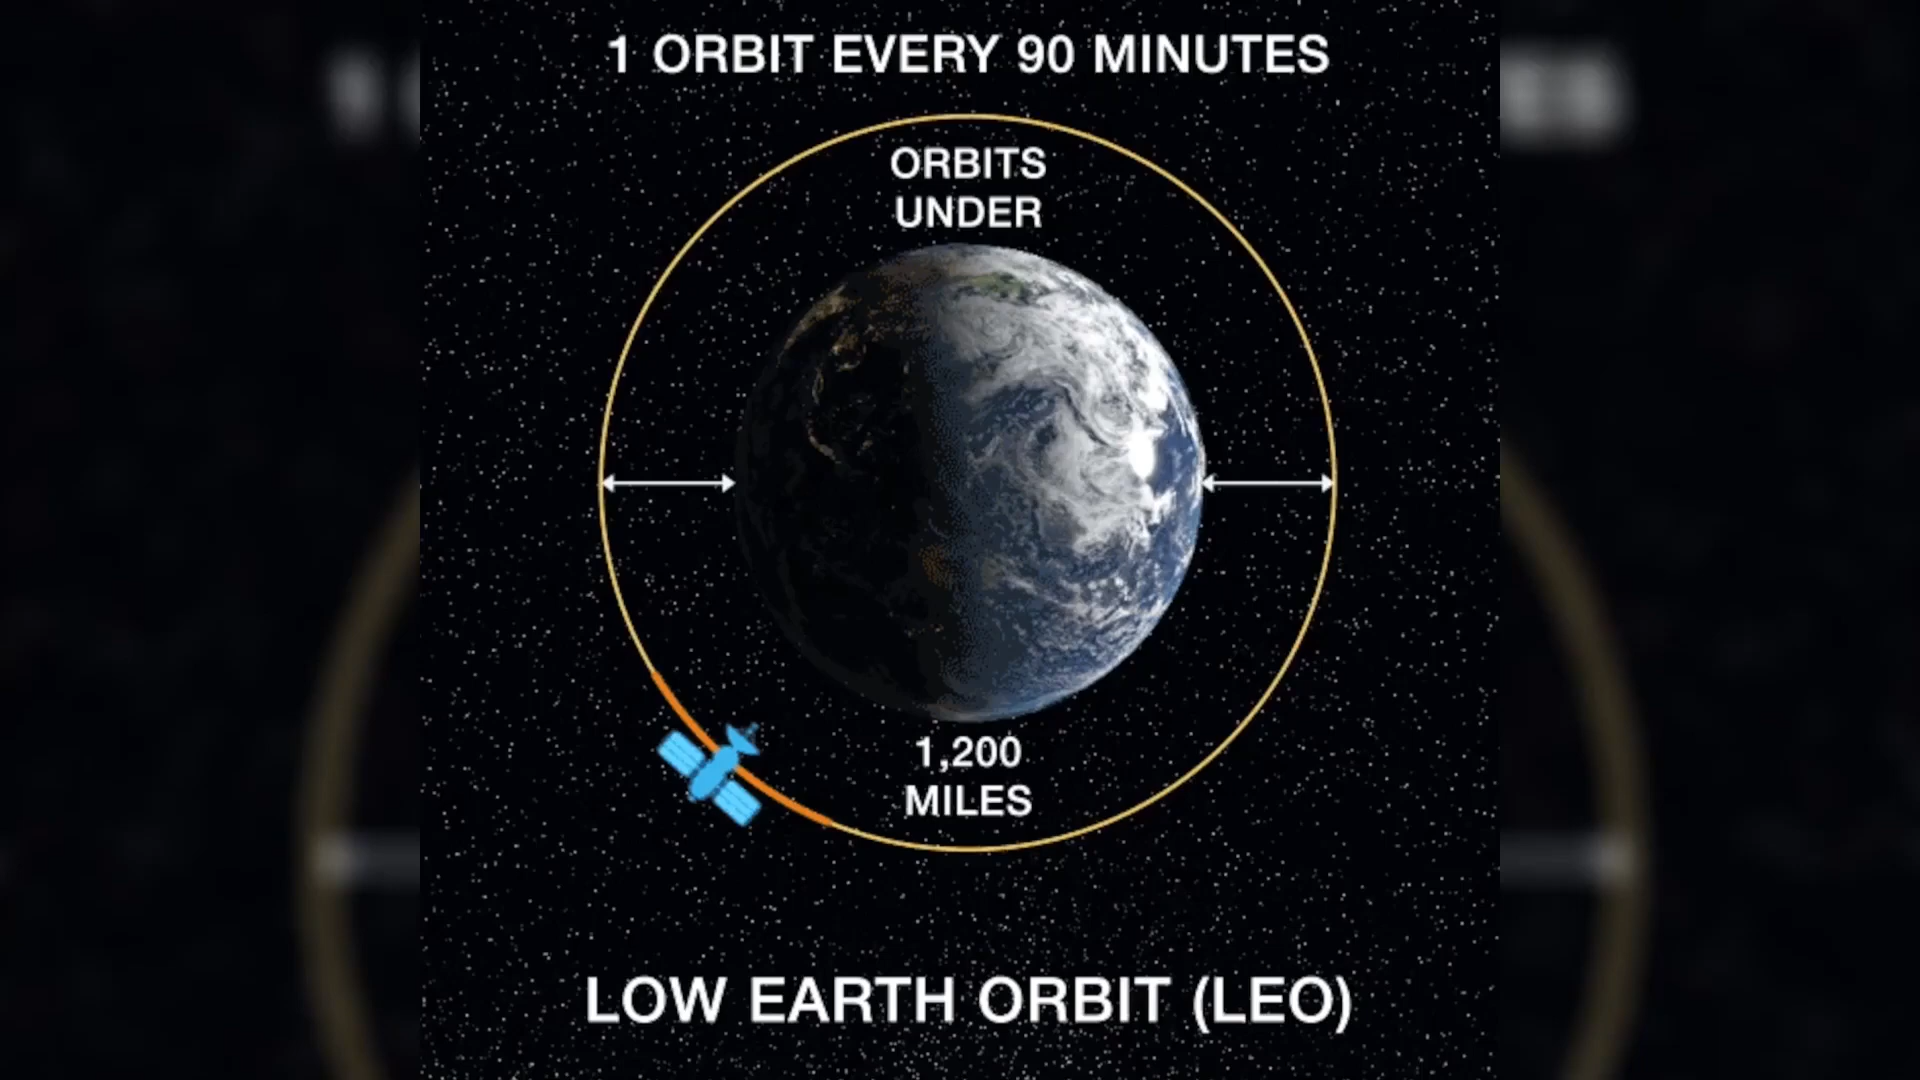 1 ORBIT EVERY 90 MINUTES
ORBITS
UNDER
1,200
MILES
LOW EARTH ORBIT (LEO)